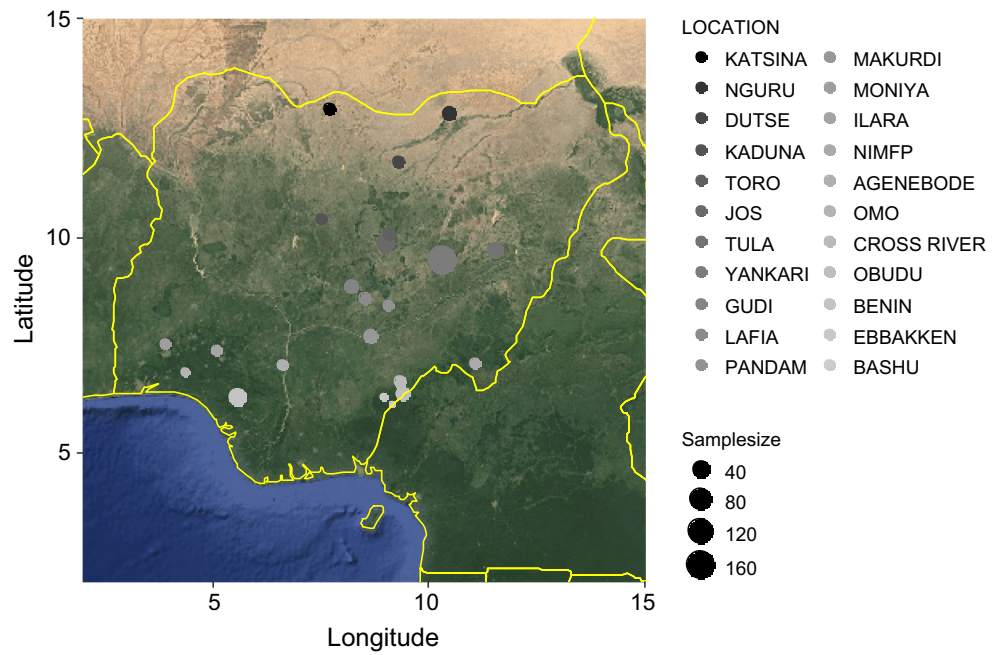 15
10
5
5
10
15
Latitude
Longitude
LOCATION
KATSINA
NGURU
DUTSE
KADUNA
TORO
JOS
TULA
YANKARI
GUDI
LAFIA
PANDAM
MAKURDI
MONIYA
ILARA
NIMFP
AGENEBODE
OMO
CROSS RIVER
OBUDU
BENIN
EBBAKKEN
BASHU
Samplesize
40
80
120
160